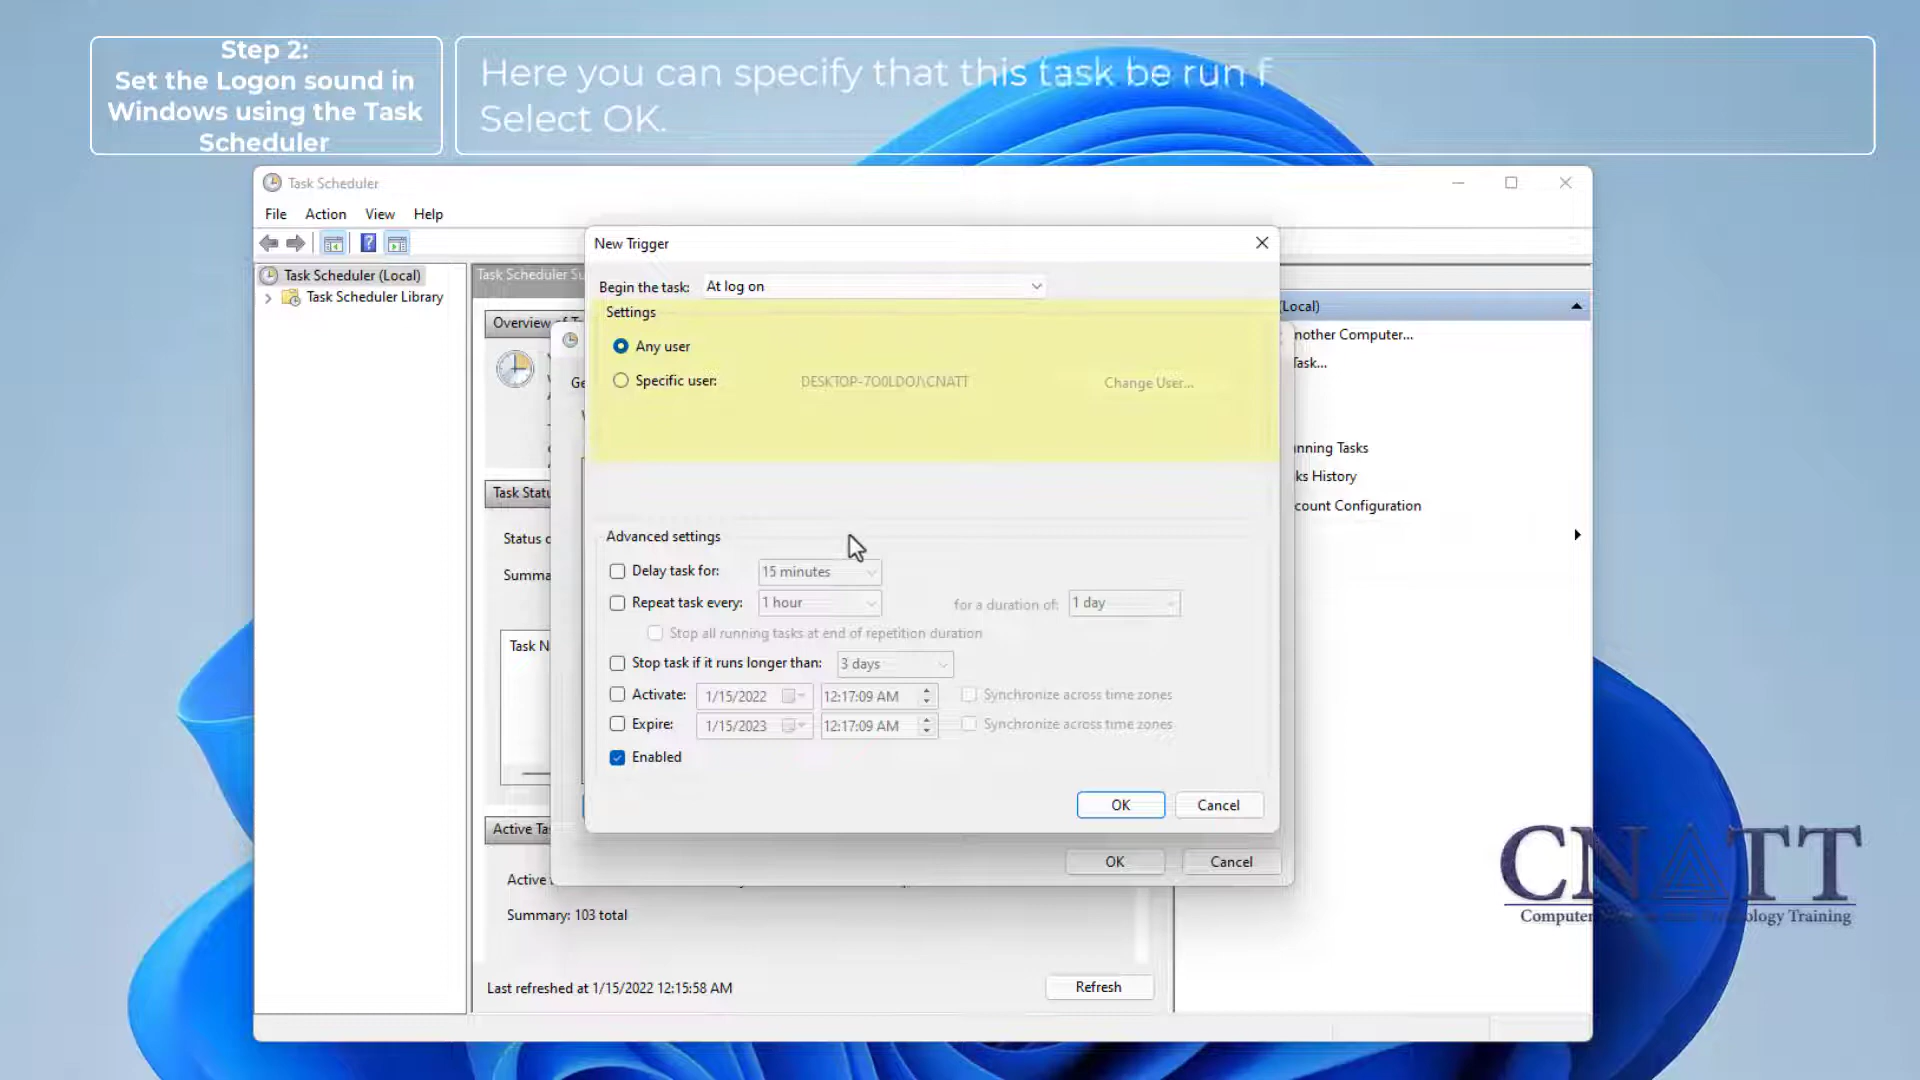 Step 2:
Set the Logon sound in
Windows using the Task
Scheduler
Here you can specify that this task be run f
Select OK.
Task Scheduler
File Action View Help
Task Scheduler (Local)
Task Scheduler Library
Task Scheduler Su
Overview of T
New Trigger
Begin the task: At log on
Settings
Any user
Specific user: DESKTOP-7O0LDOJ\CNATT Change User...
Advanced settings
Delay task for: 15 minutes
Repeat task every: 1 hour for a duration of: 1 day
Stop all running tasks at end of repetition duration
Stop task if it runs longer than: 3 days
Activate: 1/15/2022 12:17:09 AM Synchronize across time zones
Expire: 1/15/2023 12:17:09 AM Synchronize across time zones
Enabled
OK Cancel
OK Cancel
Ge
Task Statu
Status o
Summa
Task N
Active Ta
Active
Summary: 103 total
Last refreshed at 1/15/2022 12:15:58 AM
Refresh
(Local)
nother Computer...
Task...
nning Tasks
ks History
count Configuration
CNATT
Computer ology Training